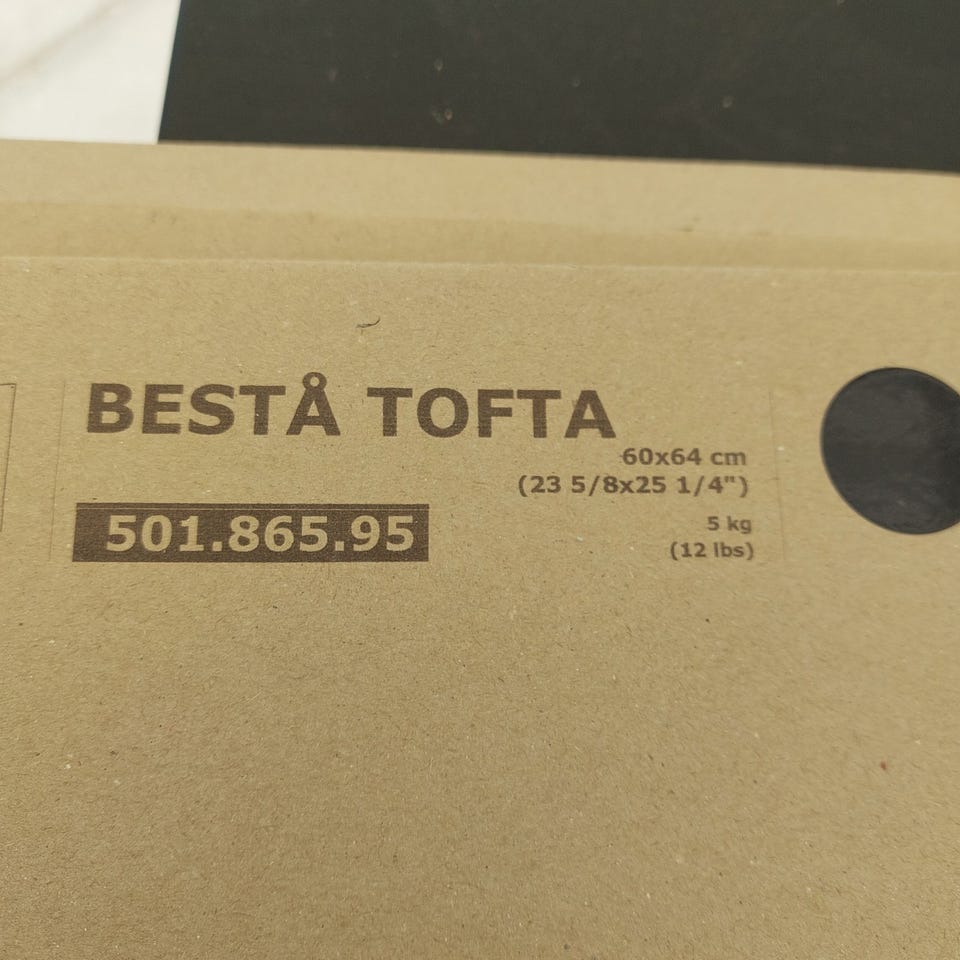 BESTÅ TOFTA
60x64 cm
(23 5/8x25 1/4")
501.865.95
5 kg
(12 lbs)